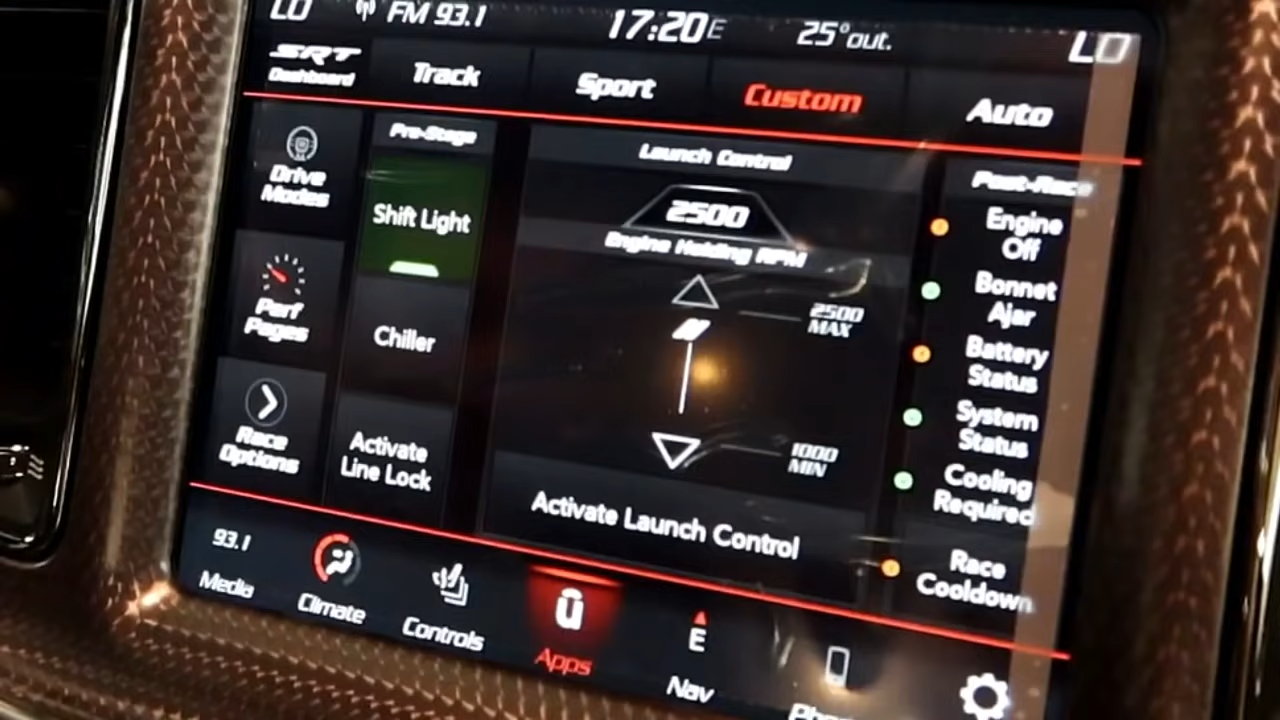 LO FM 93.1 17:20 E 25°out. LO
SRT
Dashboard
Track Sport Custom Auto
Drive
Modes
Perf
Pages
Race
Options
Pre-Stage
Shift Light
Chiller
Activate
Line Lock
Launch Control
2500
Engine Holding RPM
2500
MAX
1000
MIN
Activate Launch Control
Post-Race
Engine
Off
Bonnet
Ajar
Battery
Status
System
Status
Cooling
Required
Race
Cooldown
93.1
Media
Climate
Controls
Apps
E
Nav